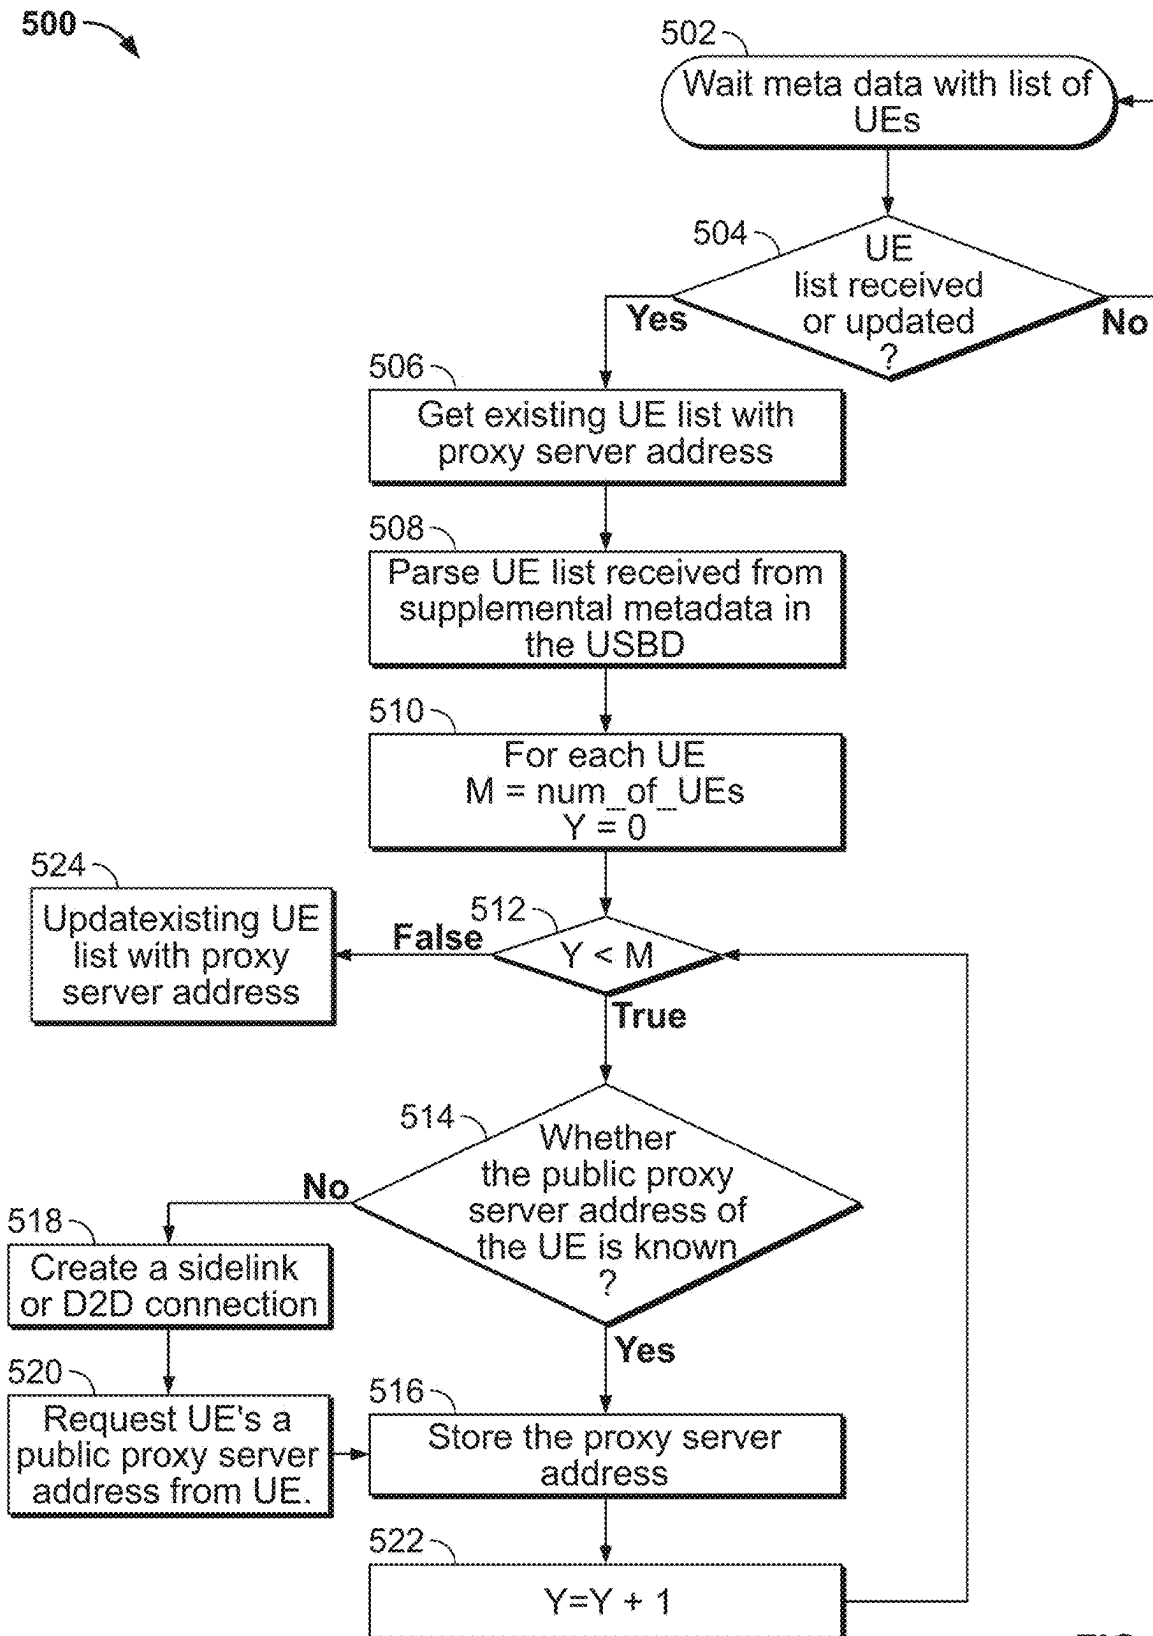 500
502
Wait meta data with list of
UEs
504
UE
list received
or updated
?
Yes
No
506
Get existing UE list with
proxy server address
508
Parse UE list received from
supplemental metadata in
the USBD
510
For each UE
M = num_of_UEs
Y = 0
524
Updatexisting UE
list with proxy
server address
512
False
Y < M
True
514
Whether
the public proxy
server address of
the UE is known
?
No
518
Create a sidelink
or D2D connection
Yes
520
Request UE's a
public proxy server
address from UE.
516
Store the proxy server
address
522
Y=Y + 1